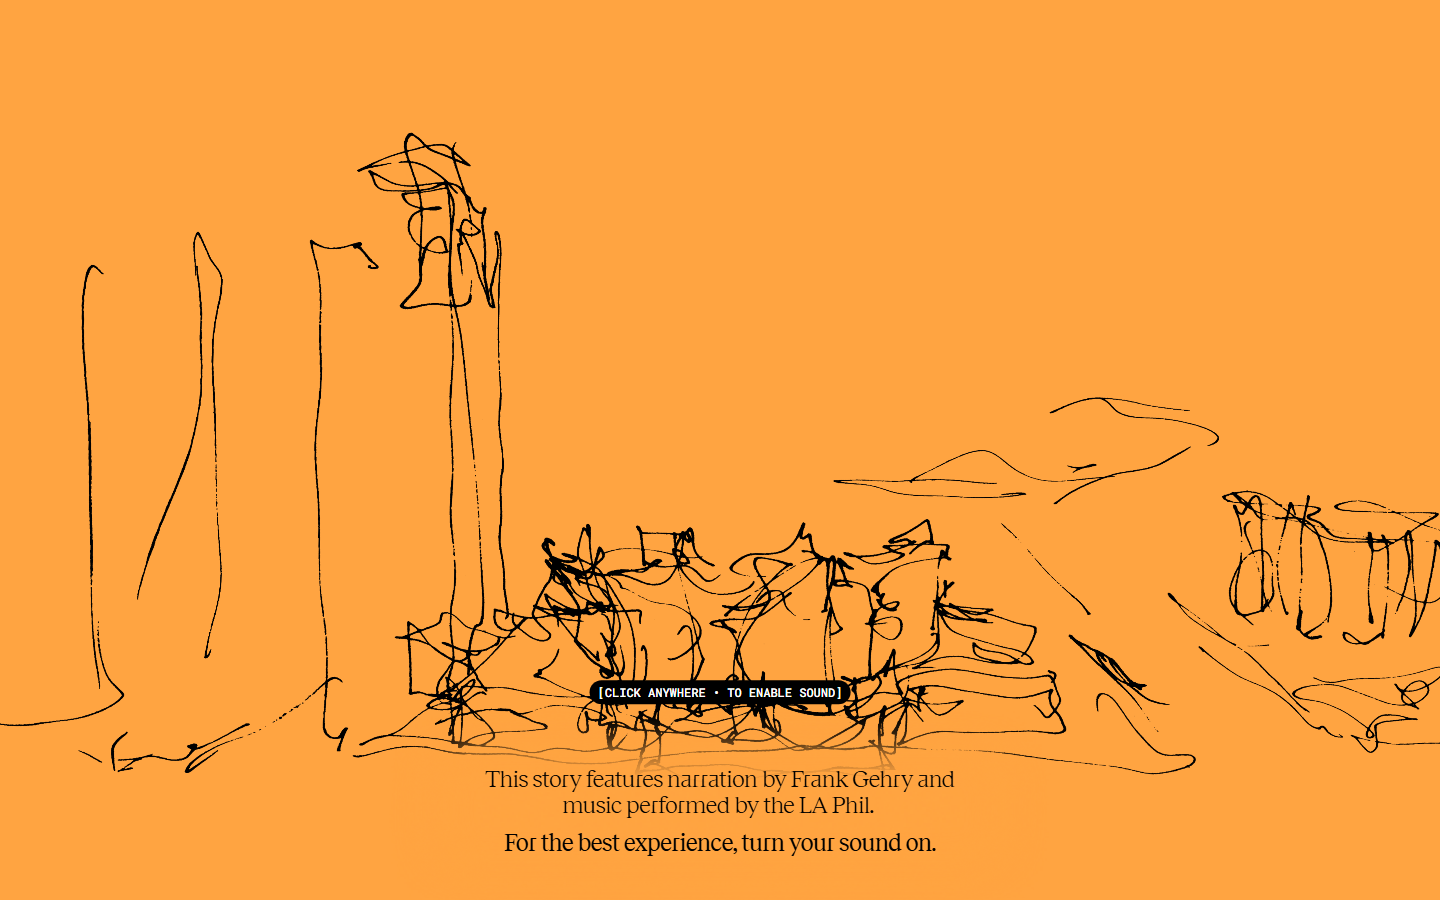 [CLICK ANYWHERE • TO ENABLE SOUND]
This story features narration by Frank Gehry and
music performed by the LA Phil.
For the best experience, turn your sound on.